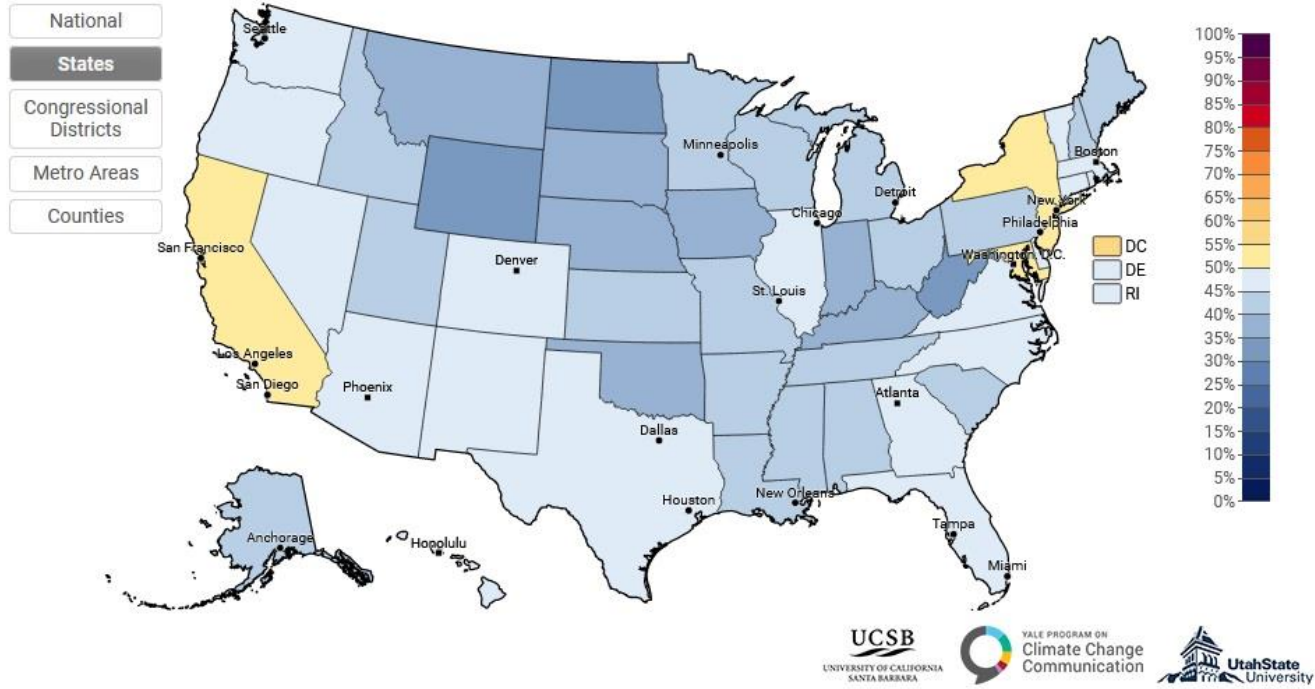 National
States
Congressional
Districts
Metro Areas
Counties
Seattle
Minneapolis
Boston
Detroit
New York
Chicago
Philadelphia
San Francisco
Denver
Washington, D.C.
St. Louis
Los Angeles
San Diego
Phoenix
Atlanta
Dallas
Houston
New Orleans
Tampa
Anchorage
Honolulu
Miami
DC
DE
RI
100%
95%
90%
85%
80%
75%
70%
65%
60%
55%
50%
45%
40%
35%
30%
25%
20%
15%
10%
5%
0%
UCSB
UNIVERSITY OF CALIFORNIA
SANTA BARBARA
YALE PROGRAM ON
Climate Change
Communication
UtahState
University